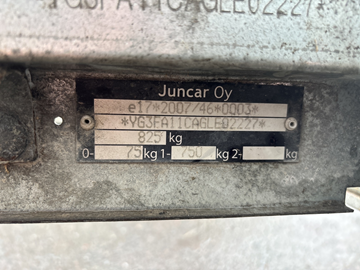 YG3FA11CAGLE02227*
Juncar Oy
e17*2007/46*0003*
*YG3FA11CAGLE02227*
825 kg
0- 75 kg 1- 750 kg 2- kg